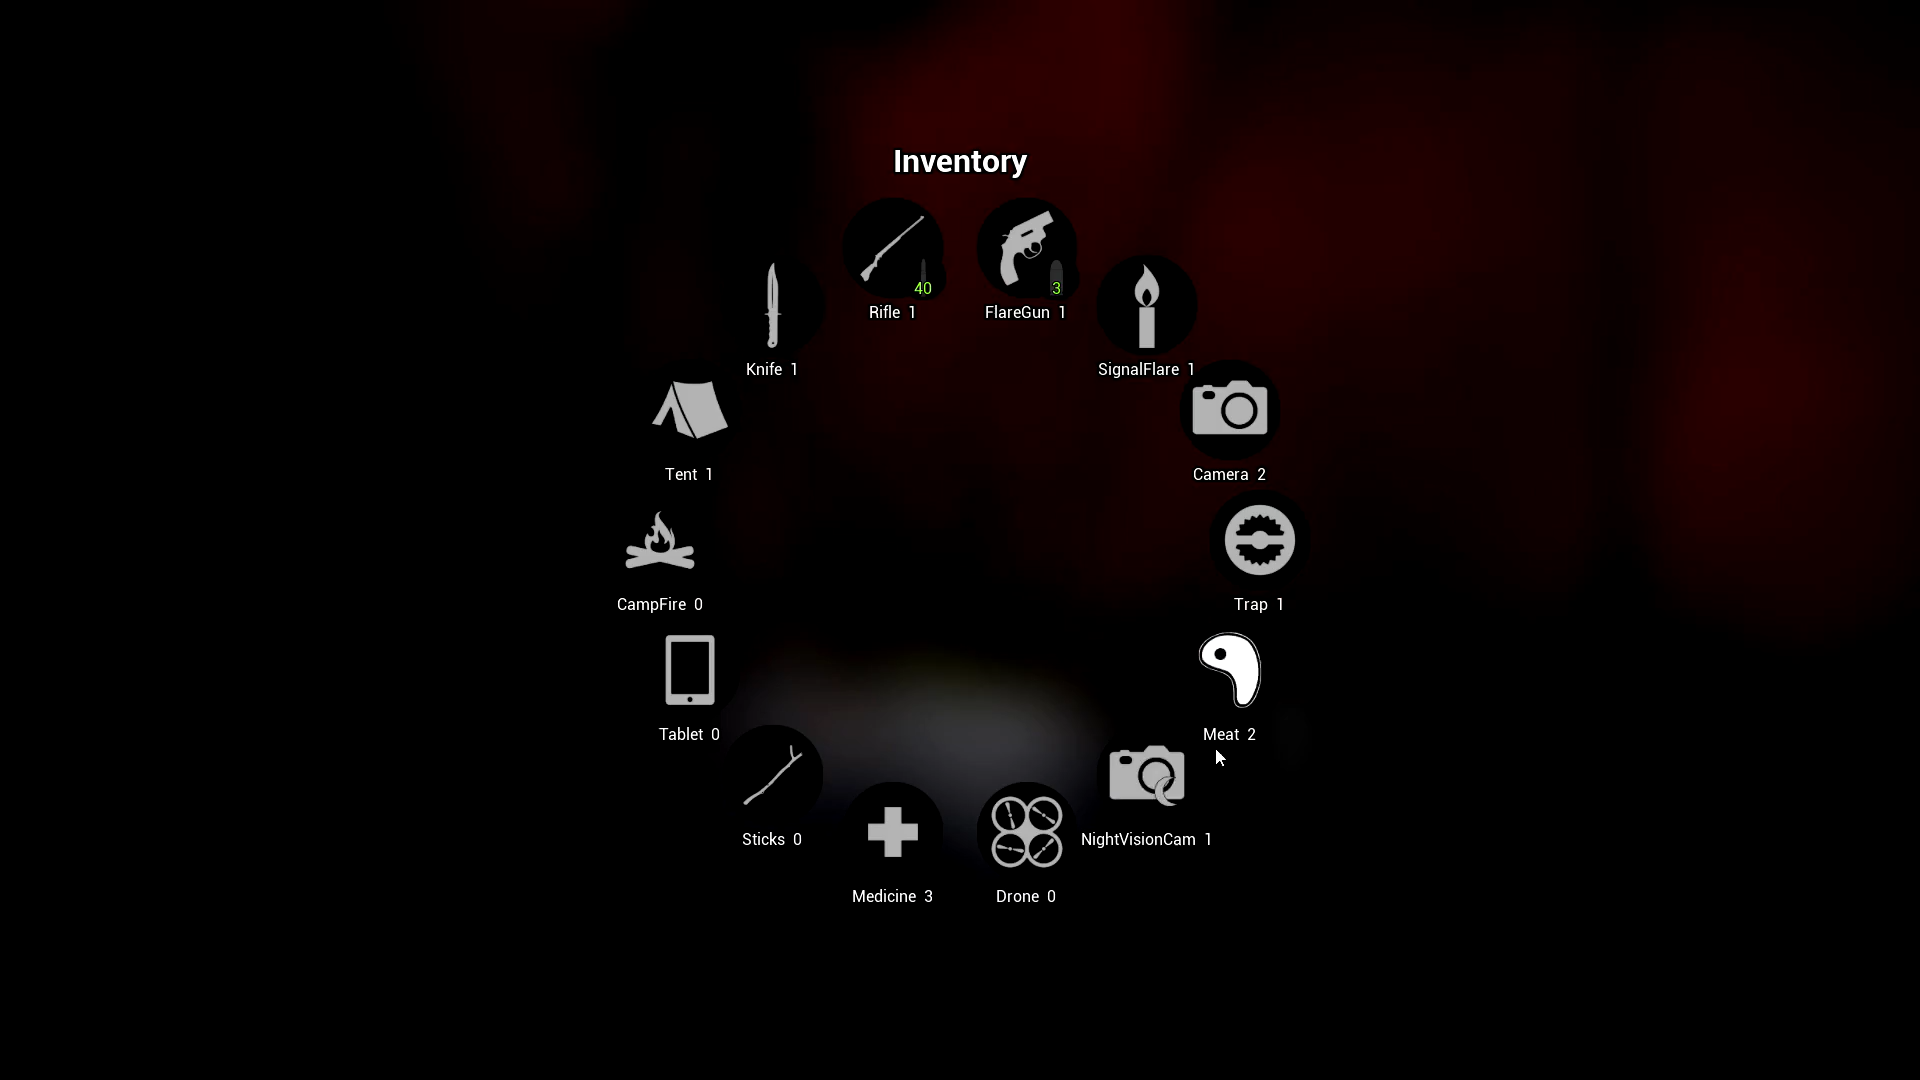 Inventory
40
3
Rifle 1
FlareGun 1
Knife 1
SignalFlare 1
Tent 1
Camera 2
CampFire 0
Trap 1
Tablet 0
Meat 2
Sticks 0
NightVisionCam 1
Medicine 3
Drone 0